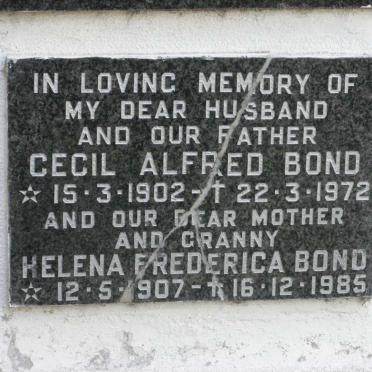 IN LOVING MEMORY OF
MY DEAR HUSBAND
AND OUR FATHER
CECIL ALFRED BOND
☆ 15·3·1902-† 22·3·1972
AND OUR DEAR MOTHER
AND GRANNY
HELENA FREDERICA BOND
☆ 12·5·1907-† 16·12·1985